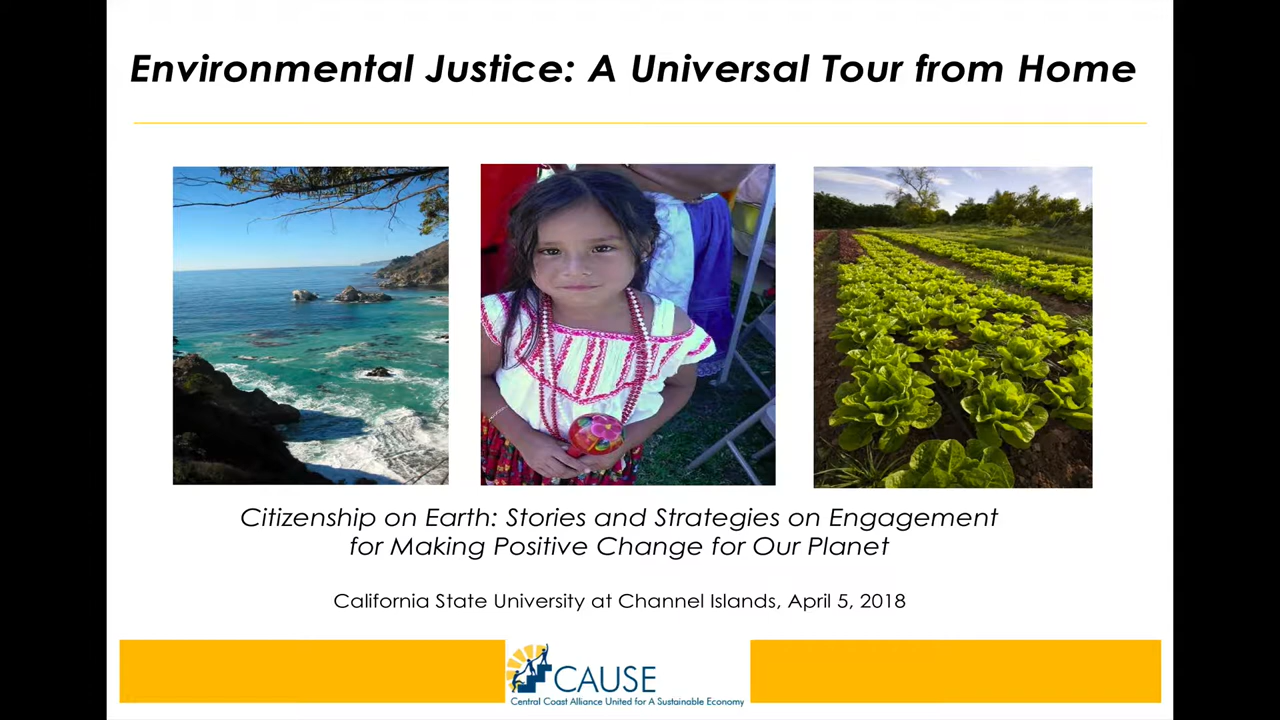 Environmental Justice: A Universal Tour from Home
Citizenship on Earth: Stories and Strategies on Engagement
for Making Positive Change for Our Planet
California State University at Channel Islands, April 5, 2018
CAUSE
Central Coast Alliance United for A Sustainable Economy